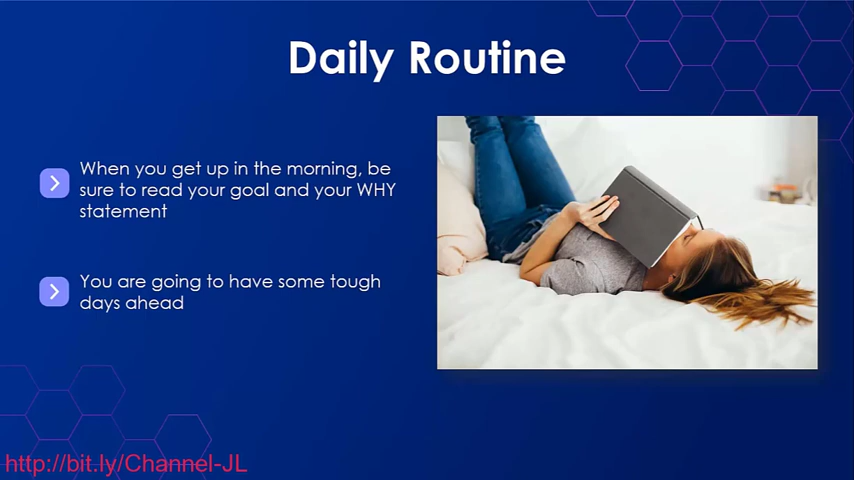 Daily Routine
When you get up in the morning, be
sure to read your goal and your WHY
statement
You are going to have some tough
days ahead
http://bit.ly/Channel-JL